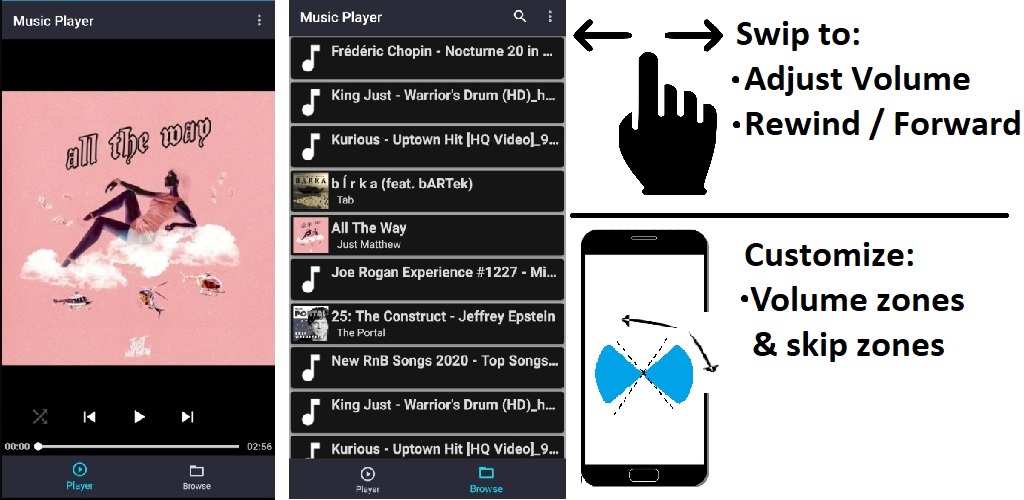 Music Player
all the way
JUST
MATTHEW
00:00
02:56
Player
Browse
Music Player
Frédéric Chopin - Nocturne 20 in ...
King Just - Warrior's Drum (HD)_h...
Kurious - Uptown Hit [HQ Video]_9...
BARKA
b Í r k a (feat. bARTek)
Tab
All The Way
Just Matthew
Joe Rogan Experience #1227 - Mi...
PORTAL
25: The Construct - Jeffrey Epstein
The Portal
New RnB Songs 2020 - Top Songs...
King Just - Warrior's Drum (HD)_h...
Kurious - Uptown Hit [HQ Video]_9...
Player
Browse
Swip to:
·Adjust Volume
·Rewind / Forward
Customize:
·Volume zones
& skip zones